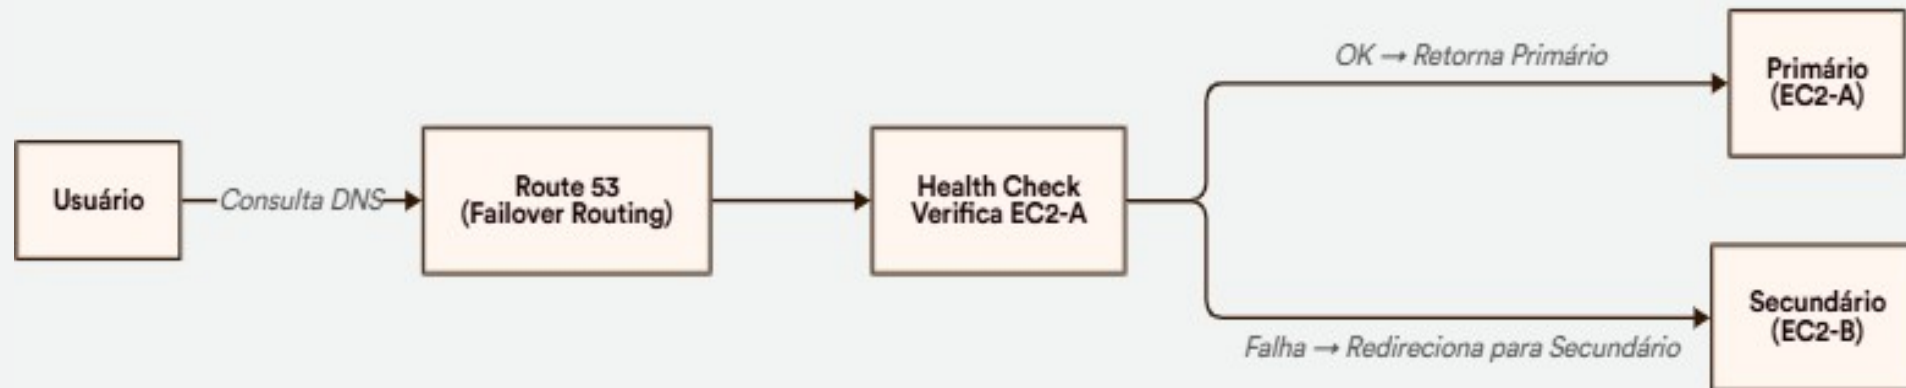 Usuário
Consulta DNS
Route 53
(Failover Routing)
Health Check
Verifica EC2-A
OK → Retorna Primário
Primário
(EC2-A)
Falha → Redireciona para Secundário
Secundário
(EC2-B)